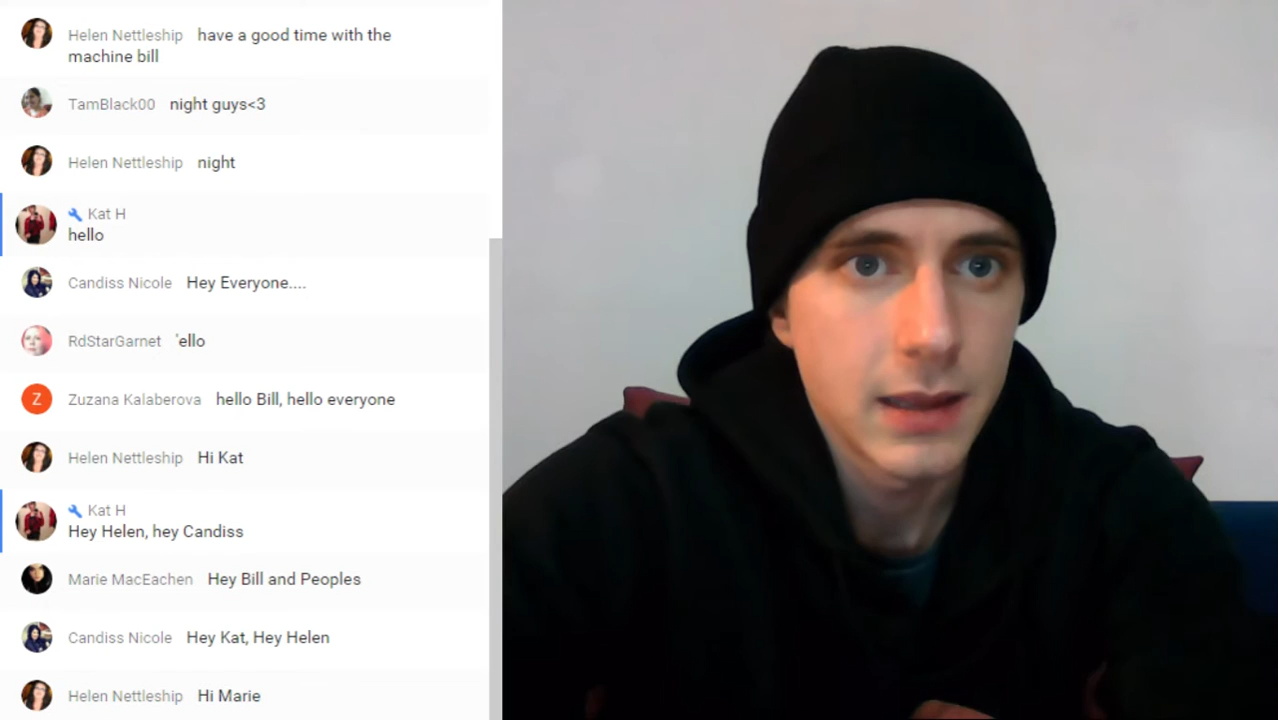 Helen Nettleship have a good time with the
machine bill
TamBlack00 night guys<3
Helen Nettleship night
Kat H
hello
Candiss Nicole Hey Everyone....
RdStarGarnet 'ello
Z Zuzana Kalaberova hello Bill, hello everyone
Helen Nettleship Hi Kat
Kat H
Hey Helen, hey Candiss
Marie MacEachen Hey Bill and Peoples
Candiss Nicole Hey Kat, Hey Helen
Helen Nettleship Hi Marie